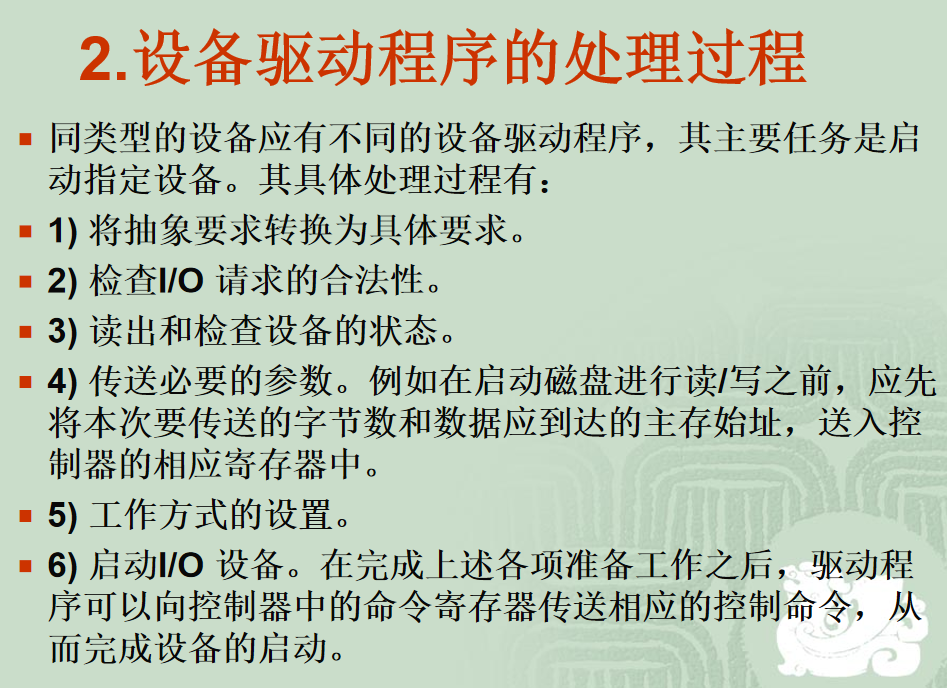 2.设备驱动程序的处理过程
同类型的设备应有不同的设备驱动程序，其主要任务是启
动指定设备。其具体处理过程有：
1) 将抽象要求转换为具体要求。
2) 检查I/O 请求的合法性。
3) 读出和检查设备的状态。
4) 传送必要的参数。例如在启动磁盘进行读/写之前，应先
将本次要传送的字节数和数据应到达的主存始址，送入控
制器的相应寄存器中。
5) 工作方式的设置。
6) 启动I/O 设备。在完成上述各项准备工作之后，驱动程
序可以向控制器中的命令寄存器传送相应的控制命令，从
而完成设备的启动。